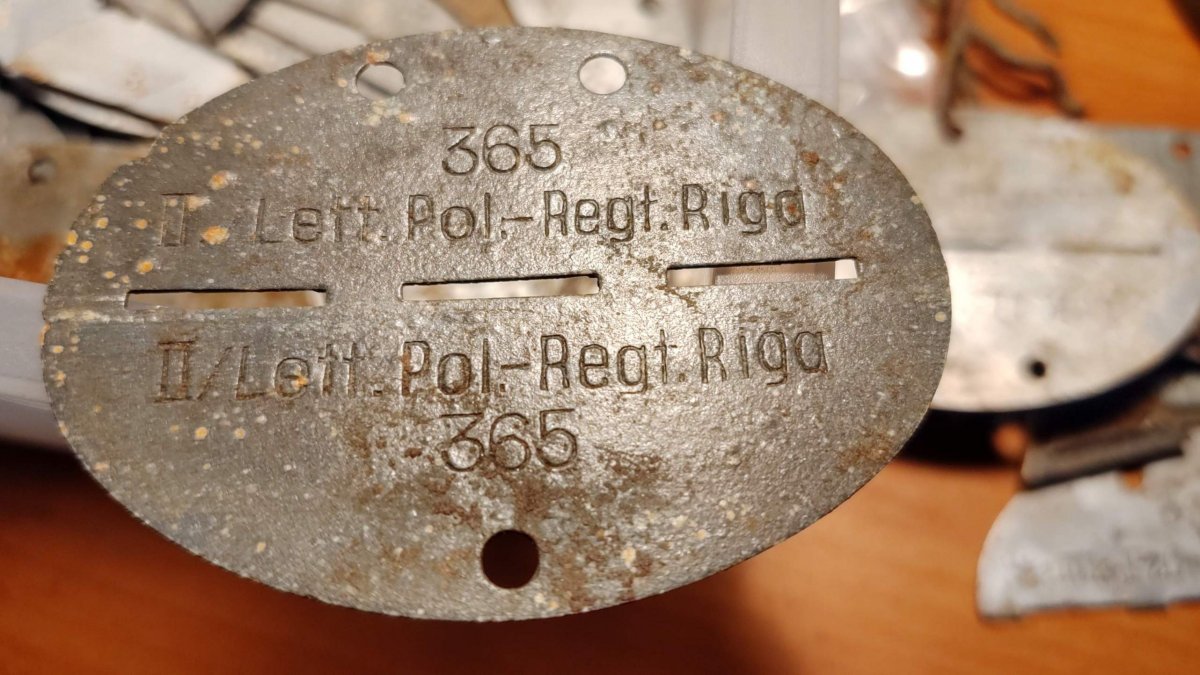 365
II./Lett.Pol.-Regt.Riga
II/Lett.Pol.-Regt.Riga
365